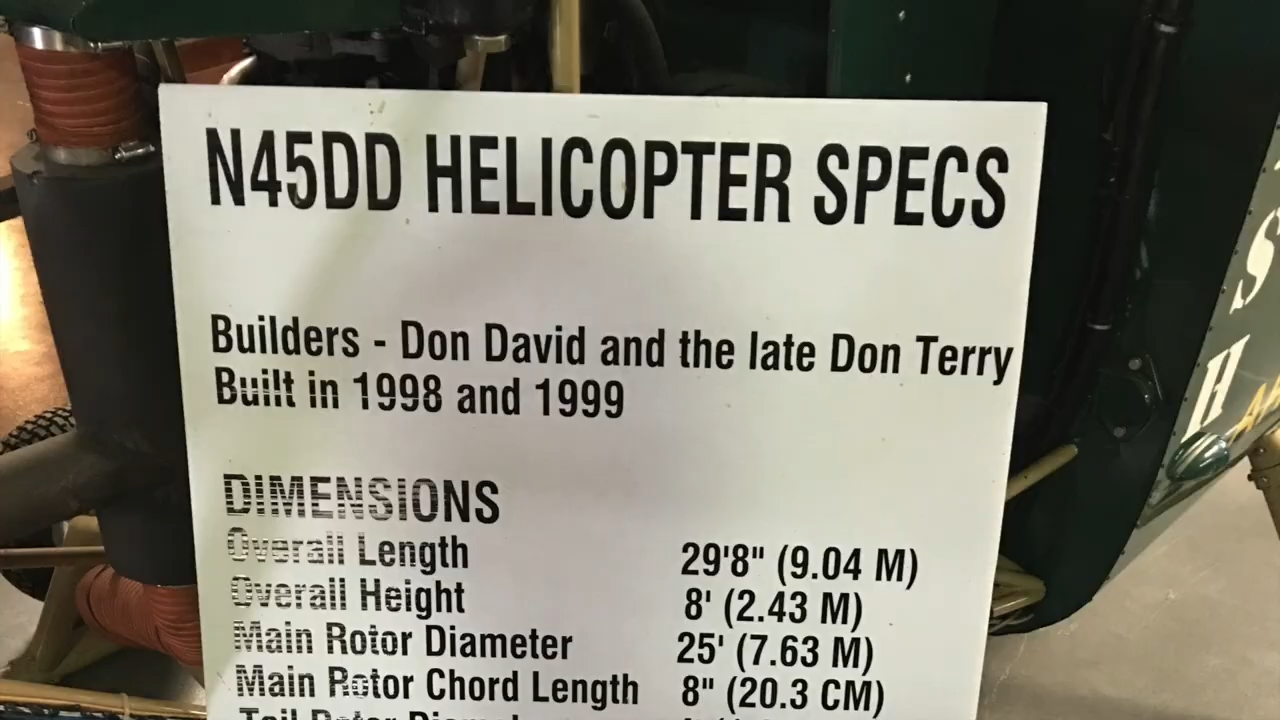 N45DD HELICOPTER SPECS
Builders - Don David and the late Don Terry
Built in 1998 and 1999
DIMENSIONS
Overall Length 29'8" (9.04 M)
Overall Height 8' (2.43 M)
Main Rotor Diameter 25' (7.63 M)
Main Rotor Chord Length 8" (20.3 CM)
Tail Rotor
S
H